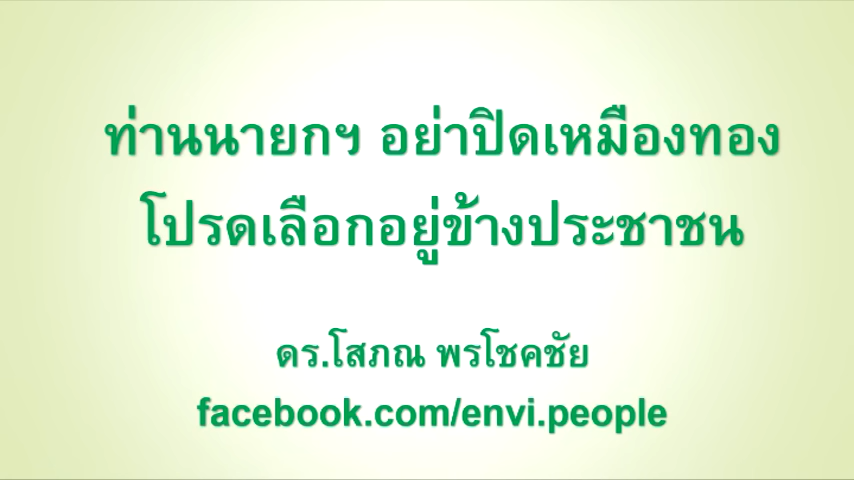 ท่านนายกฯ อย่าปิดเหมืองทอง
โปรดเลือกอยู่ข้างประชาชน
ดร.โสภณ พรโชคชัย
facebook.com/envi.people